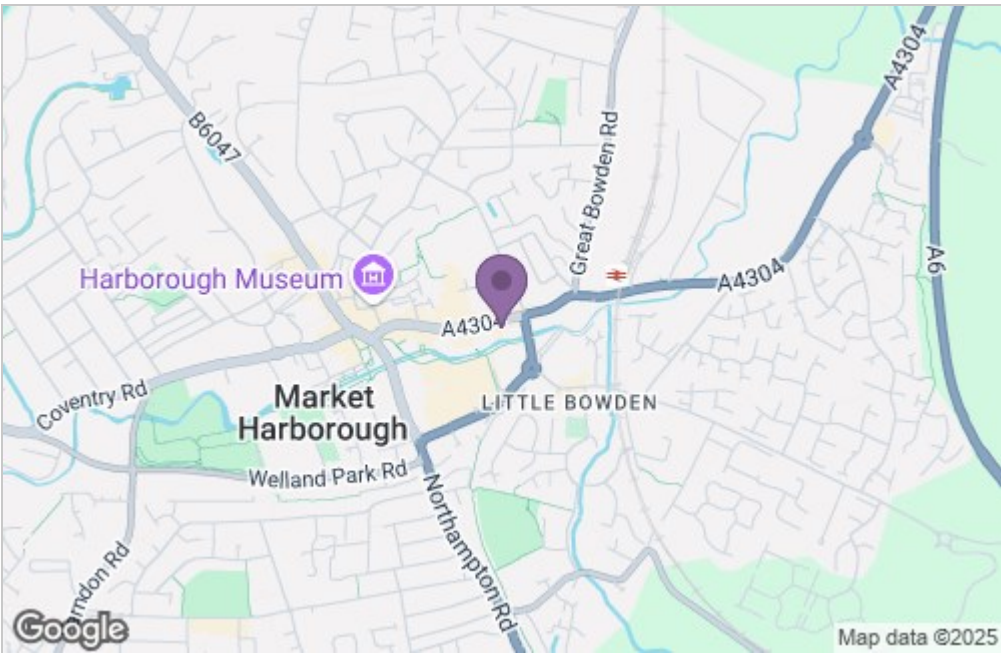 A4304
B6047
Great Bowden Rd
Harborough Museum
A4304
A6
A4304
Coventry Rd
Market
Harborough
LITTLE BOWDEN
Welland Park Rd
Northampton Rd
Rd
Google
Map data ©2025